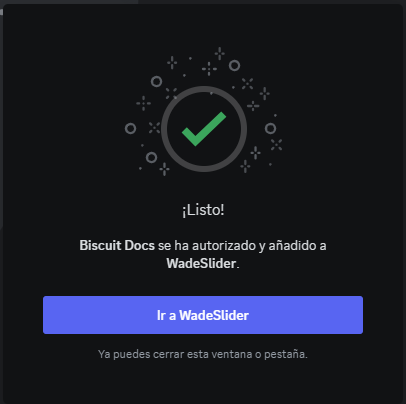 ¡Listo!
Biscuit Docs se ha autorizado y añadido a
WadeSlider.
Ir a WadeSlider
Ya puedes cerrar esta ventana o pestaña.